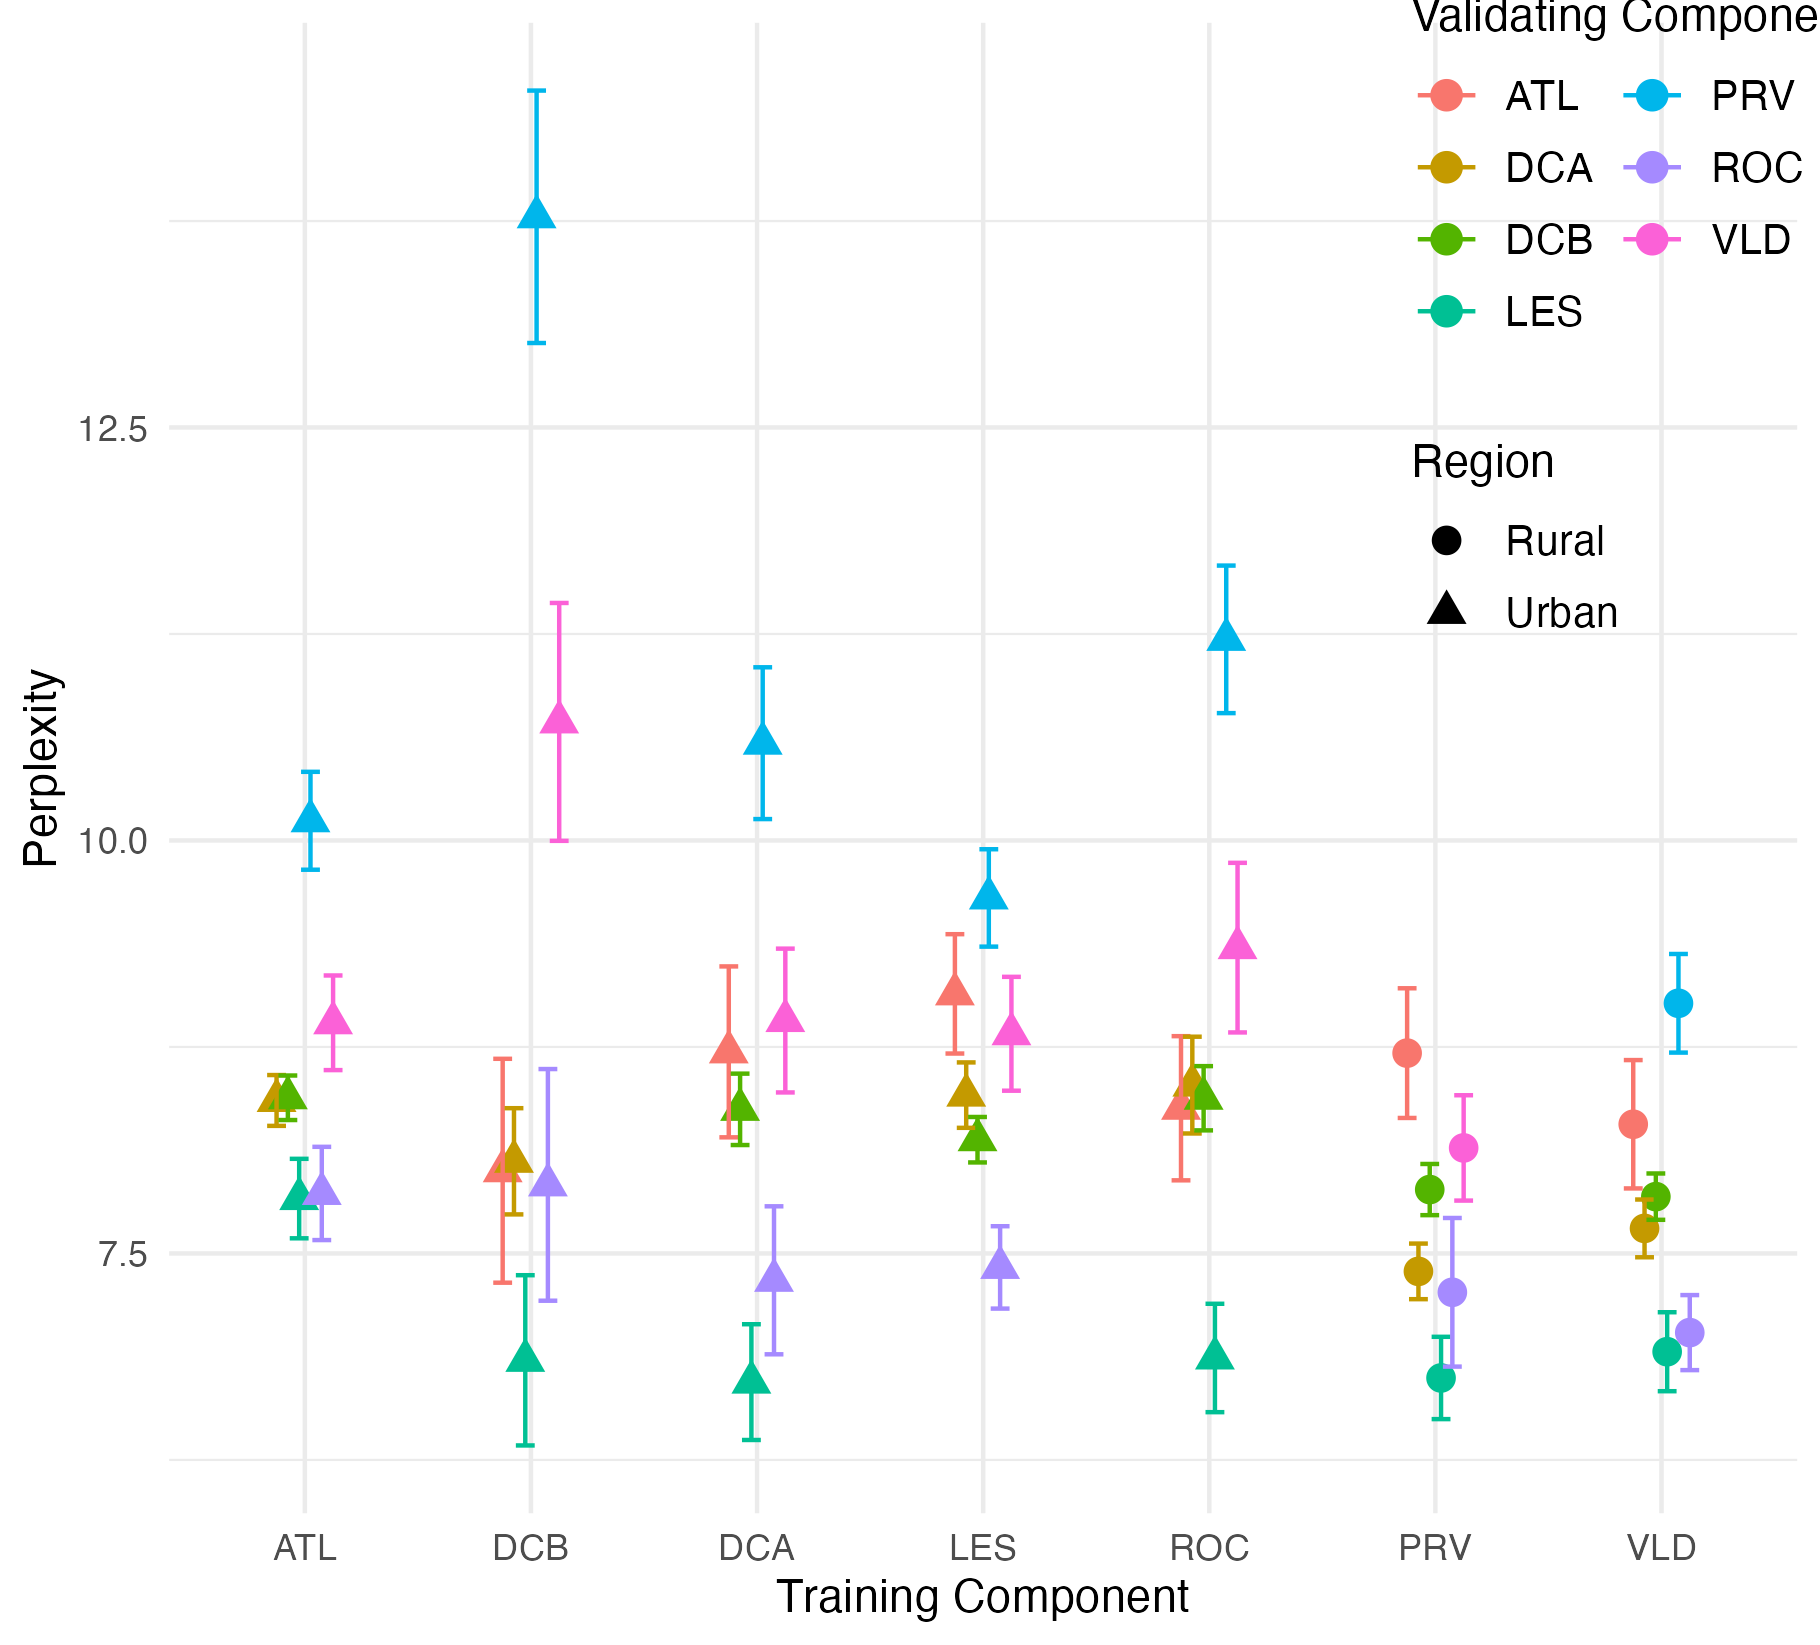 Validating Compone
ATL PRV
DCA ROC
DCB VLD
LES
Region
Rural
Urban
Perplexity
12.5
10.0
7.5
ATL DCB DCA LES ROC PRV VLD
Training Component